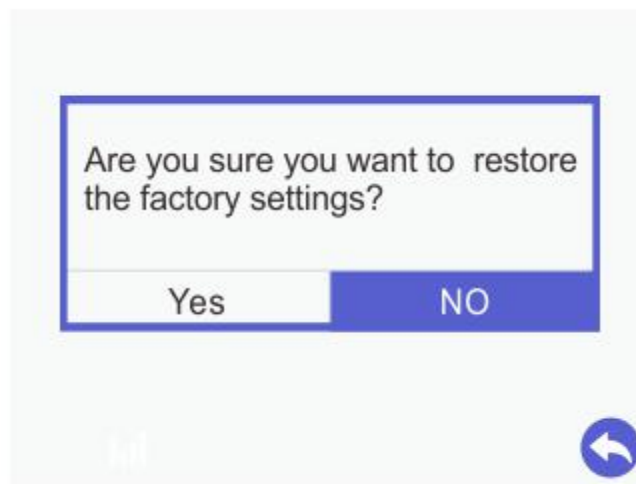 Are you sure you want to  restore
the factory settings?
Yes
NO